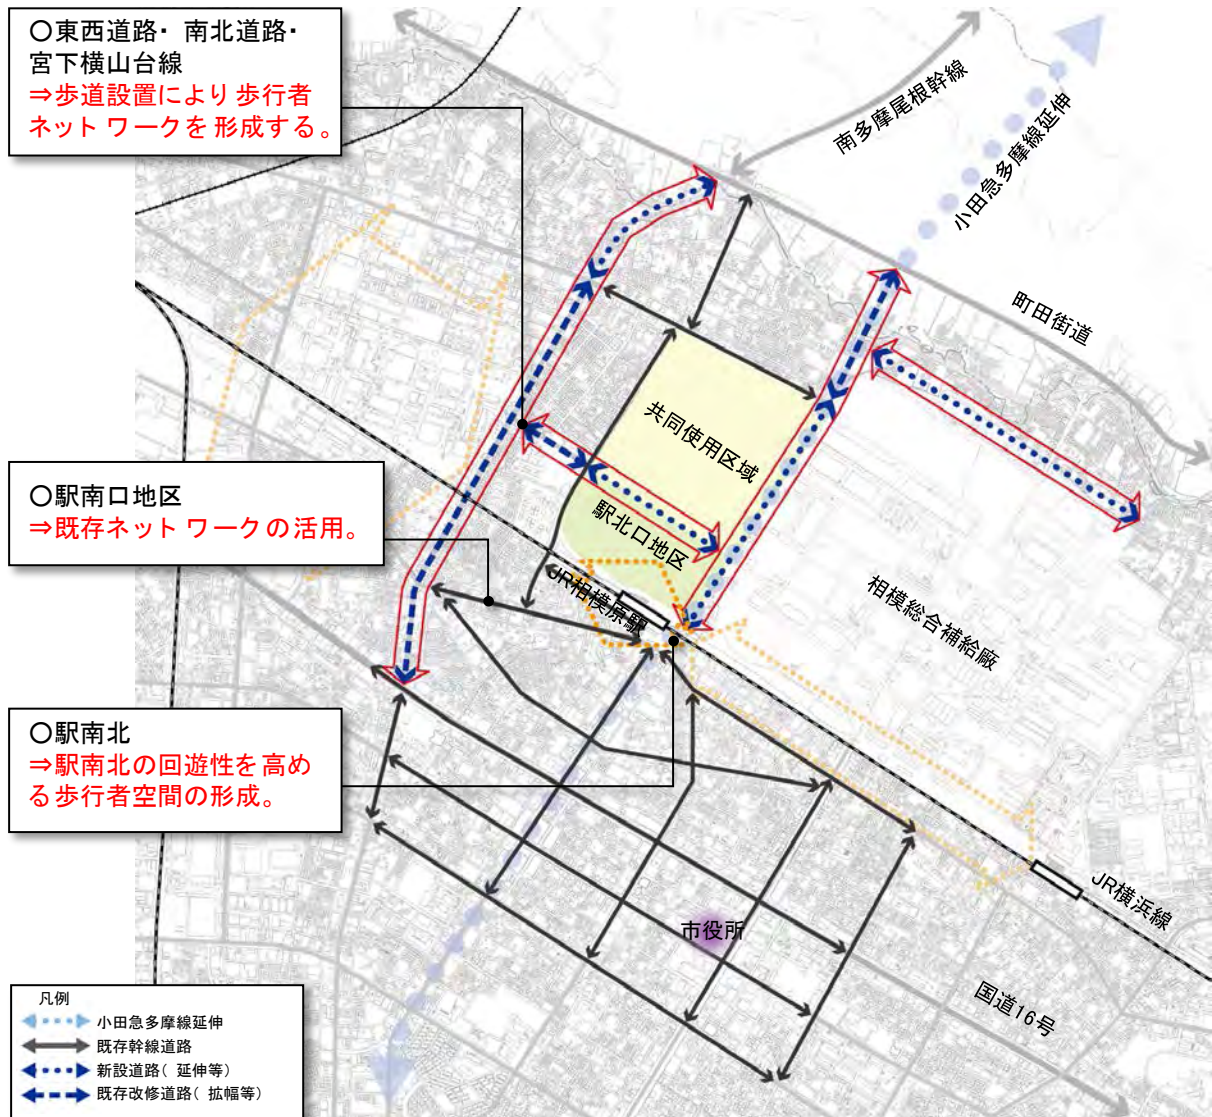 〇東西道路・ 南北道路・
宮下横山台線
⇒歩道設置により歩行者
ネットワークを形成する。
南多摩尾根幹線
小田急多摩線延伸
町田街道
共同使用区域
〇駅南口地区
⇒既存ネットワークの活用。
駅北口地区
JR相模原駅
相模総合補給廠
〇駅南北
⇒駅南北の回遊性を高め
る歩行者空間の形成。
JR横浜線
市役所
国道16号
凡例
小田急多摩線延伸
既存幹線道路
新設道路( 延伸等)
既存改修道路( 拡幅等)